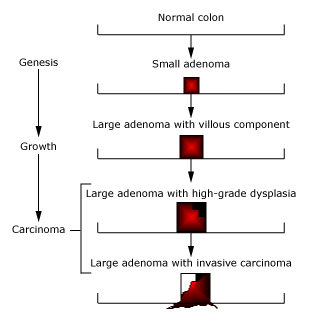 Normal colon
Genesis
Small adenoma
Large adenoma with villous component
Growth
Large adenoma with high-grade dysplasia
Carcinoma
Large adenoma with invasive carcinoma